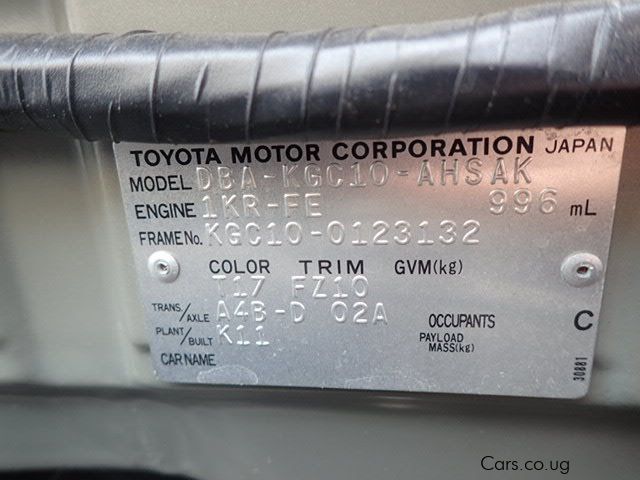 TOYOTA MOTOR CORPORATION JAPAN
MODEL DBA-KGC10-AHSAK
ENGINE 1KR-FE 996 mL
FRAME No. KGC10-0123132
COLOR TRIM GVM(kg)
T17 FZ10
TRANS/AXLE A4B-D 02A
OCCUPANTS C
PLANT/BUILT K11
PAYLOAD MASS(kg)
CAR NAME
30881
Cars.co.ug